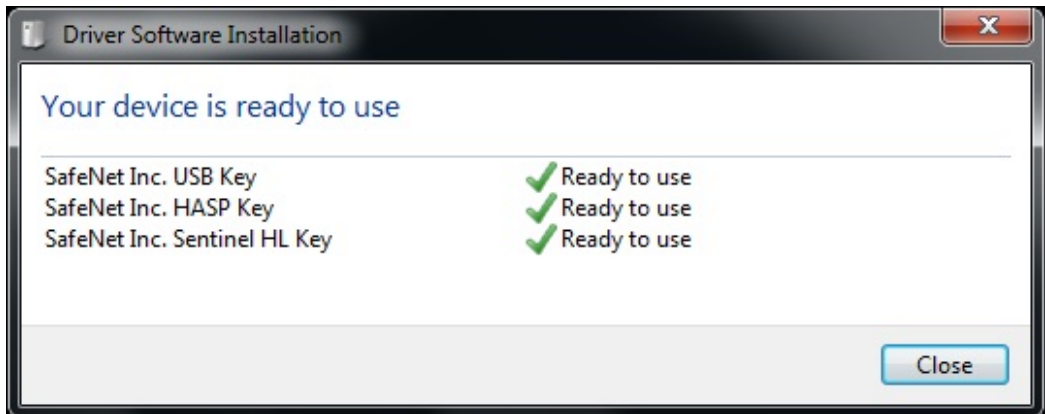 Driver Software Installation
Your device is ready to use
SafeNet Inc. USB Key Ready to use
SafeNet Inc. HASP Key Ready to use
SafeNet Inc. Sentinel HL Key Ready to use
Close